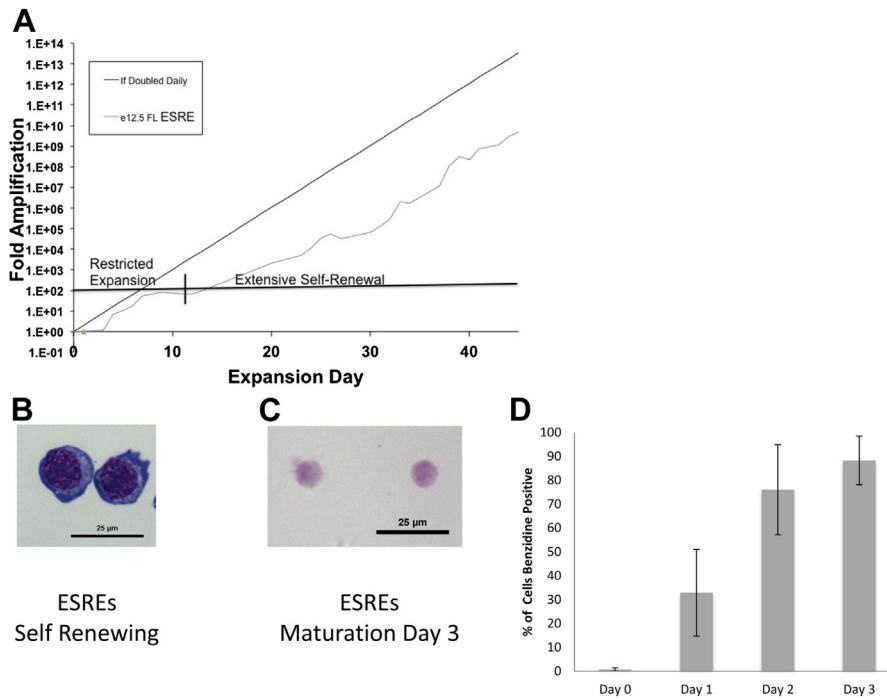 A
Fold Amplification
1.E+14
1.E+13
1.E+12
1.E+11
1.E+10
1.E+09
1.E+08
1.E+07
1.E+06
1.E+05
1.E+04
1.E+03
1.E+02
1.E+01
1.E+00
1.E-01
If Doubled Daily
e12.5 FL ESRE
Restricted
Expansion
Extensive Self-Renewal
0 10 20 30 40
Expansion Day
B
25 µm
ESREs
Self Renewing
C
25 µm
ESREs
Maturation Day 3
D
% of Cells Benzidine Positive
100
90
80
70
60
50
40
30
20
10
0
Day 0 Day 1 Day 2 Day 3